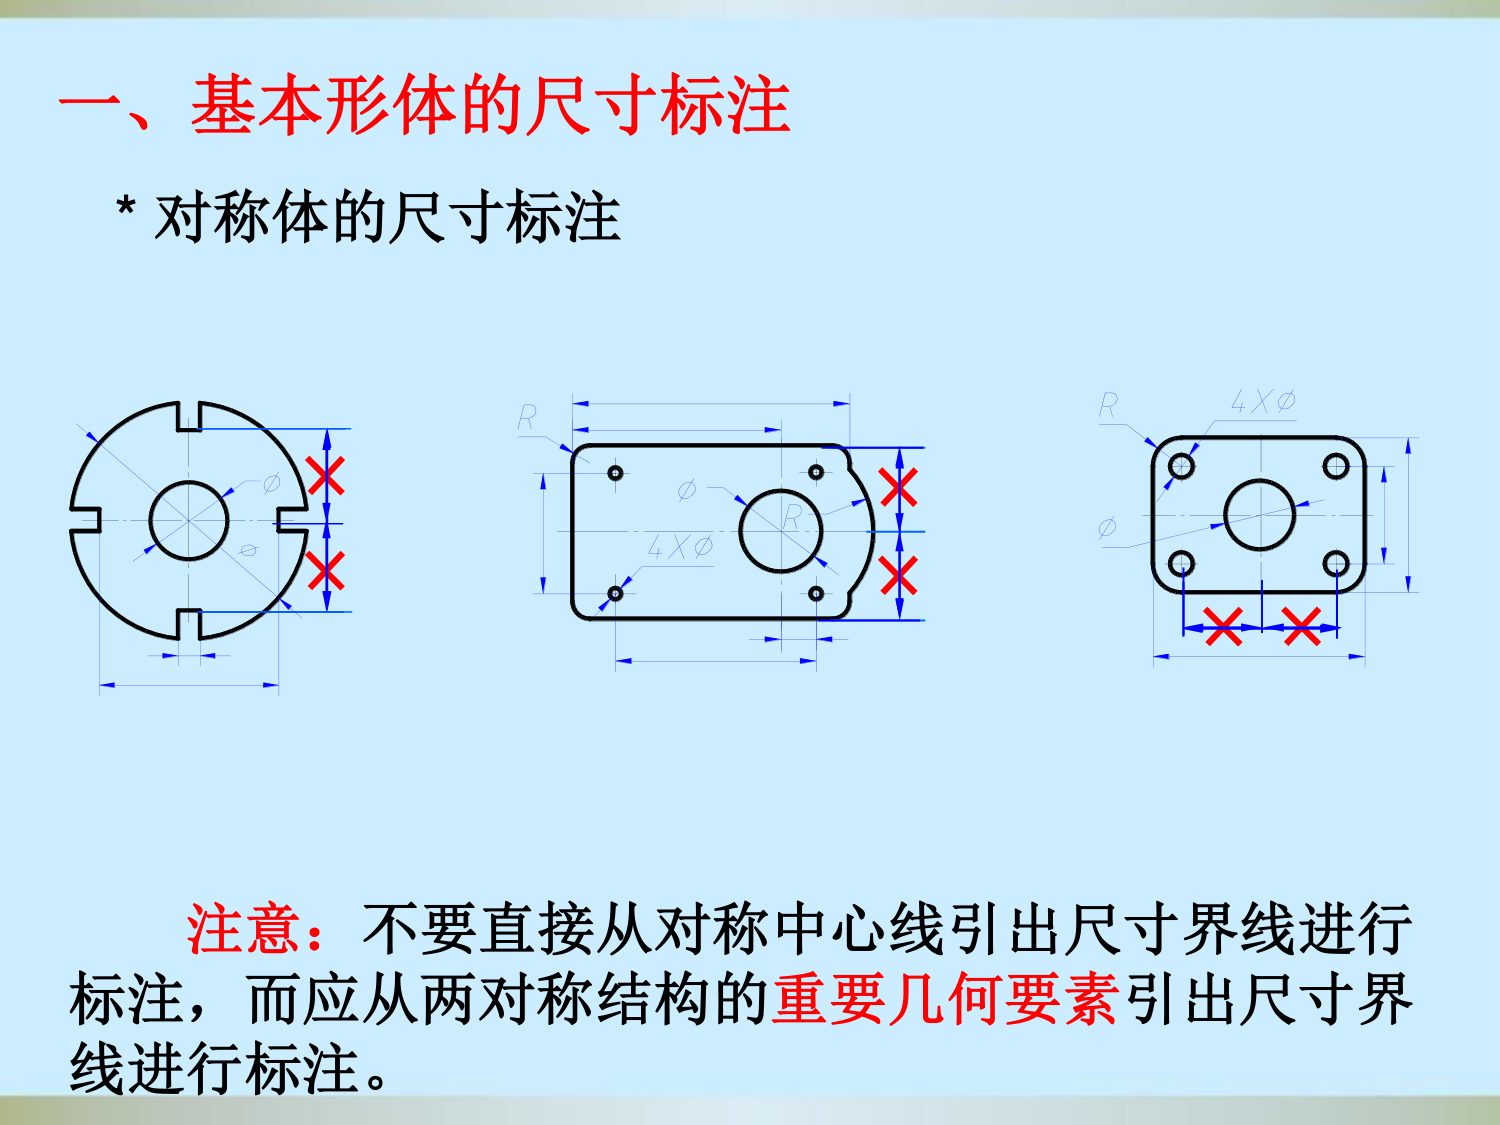 一、基本形体的尺寸标注
* 对称体的尺寸标注
R
4XØ
R
Ø
Ø
R
4XØ
Ø
Ø
注意：不要直接从对称中心线引出尺寸界线进行
标注，而应从两对称结构的重要几何要素引出尺寸界
线进行标注。